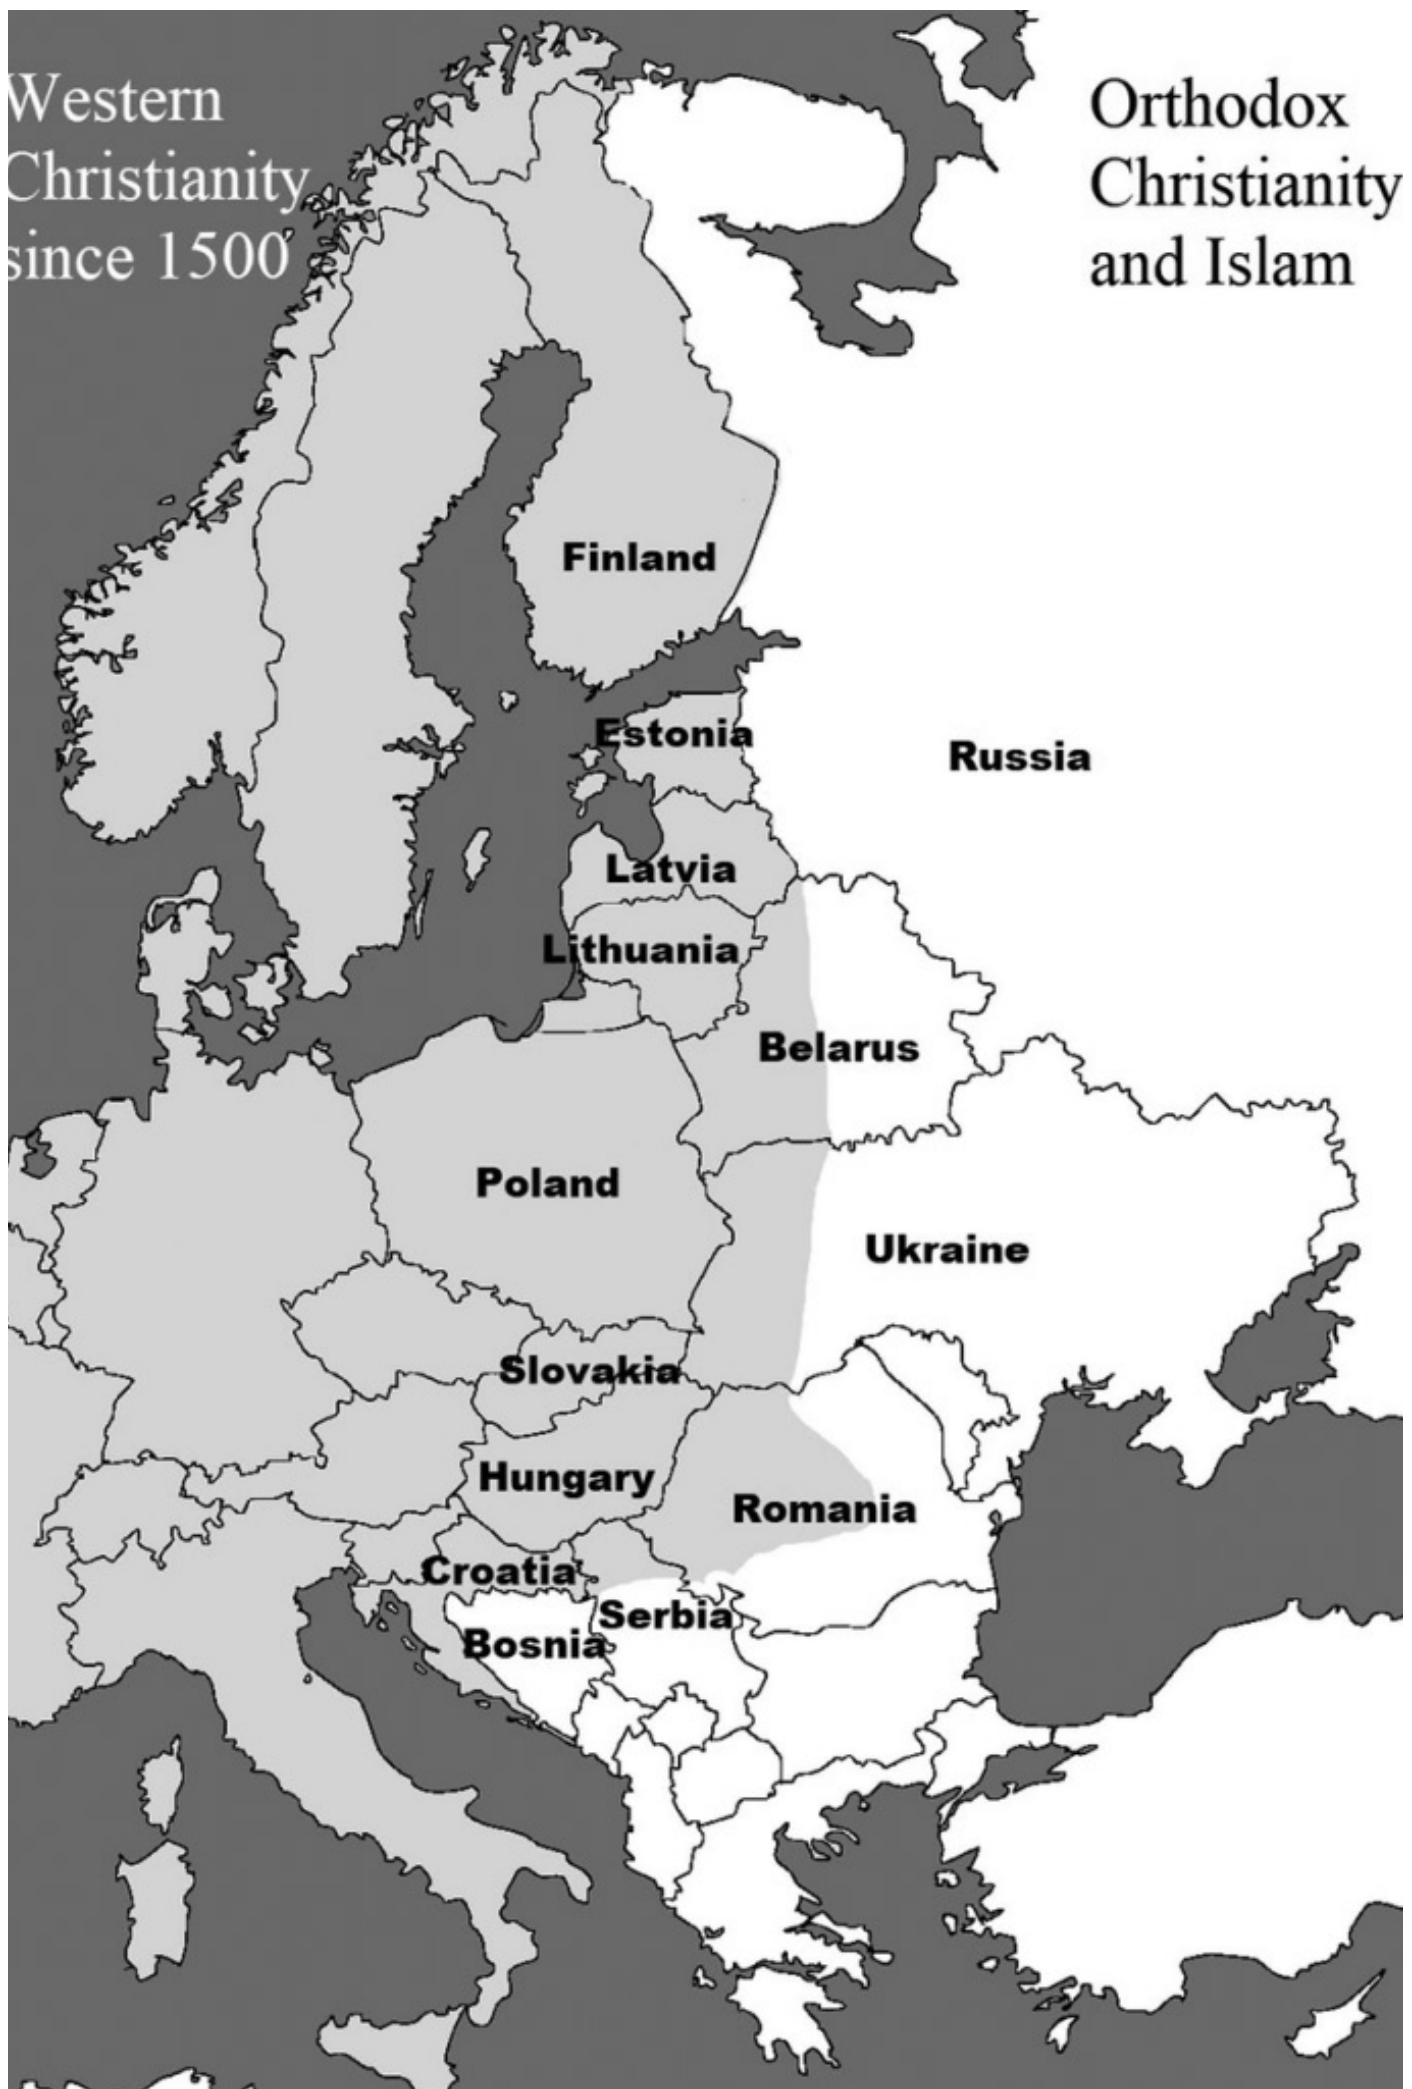 Western
Christianity
since 1500
Orthodox
Christianity
and Islam
Finland
Estonia
Russia
Latvia
Lithuania
Belarus
Poland
Ukraine
Slovakia
Hungary
Romania
Croatia
Serbia
Bosnia